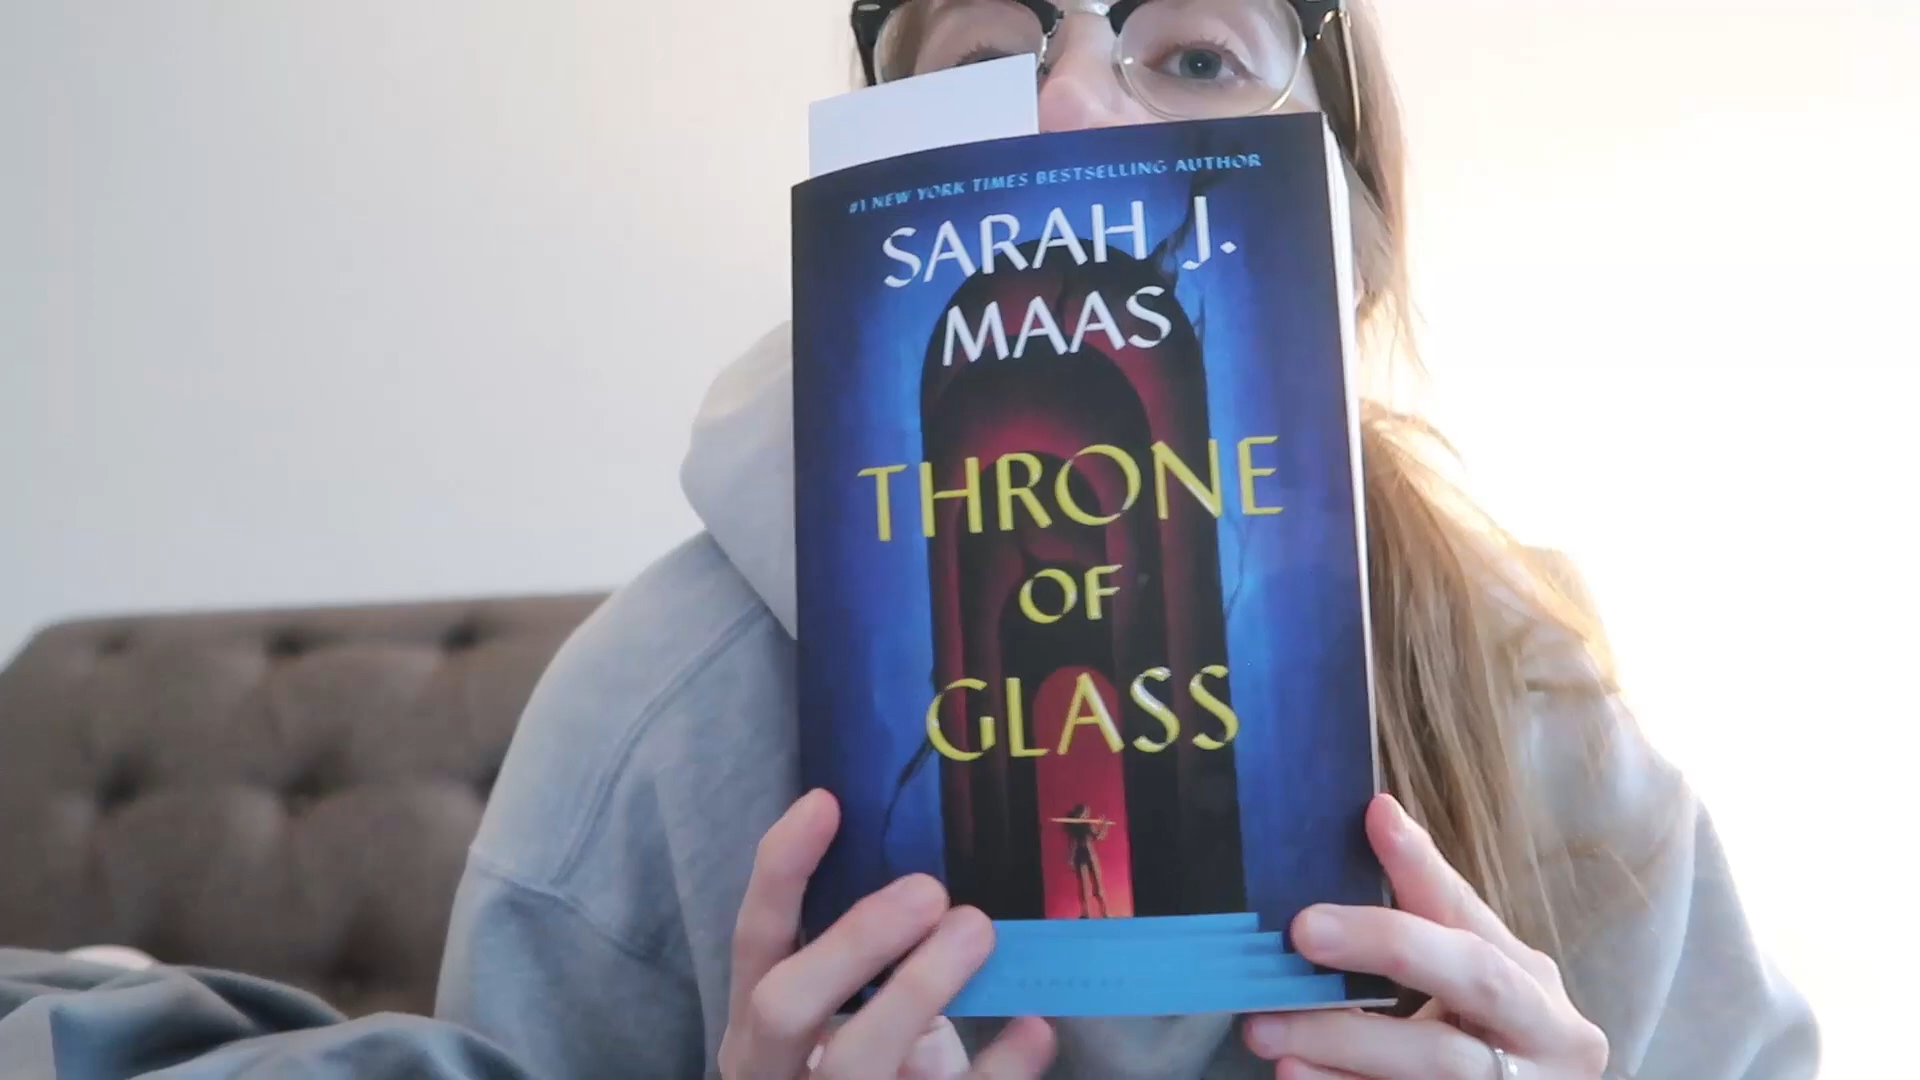 #1 NEW YORK TIMES BESTSELLING AUTHOR
SARAH J.
MAAS
THRONE
OF
GLASS